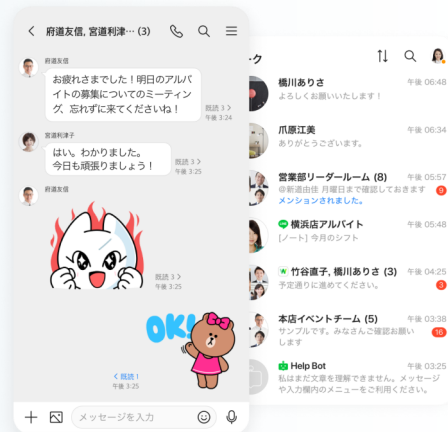 府道友信, 宮道利津… (3)
府道友信
お疲れさまでした！明日のアルバ
イトの募集についてのミーティン
グ、忘れずに来てくださいね！
既読 3 >
午後 3:24
宮道利津子
はい。わかりました。
今日も頑張りましょう！
既読 3 >
午後 3:25
府道友信
既読 3 >
午後 3:25
OK!
< 既読 1
午後 3:25
メッセージを入力
ーク
橋川ありさ
午後 06:48
よろしくお願いいたします！
爪原江美
午後 06:34
ありがとうございます。
営業部リーダールーム (8)
午後 05:57
@新道由佳 月曜日まで確認しておきます
9
メンションされました。
横浜店アルバイト
午後 05:48
[ノート] 今月のシフト
竹谷直子, 橋川ありさ (3)
午後 04:25
予定通りに進めてください。
3
本店イベントチーム (5)
午後 03:38
サンプルです。みなさんご確認お願い
16
します
Help Bot
午後 03:25
私はまだ文章を理解できません。メッセージ
や入力欄内のメニューをご利用ください。